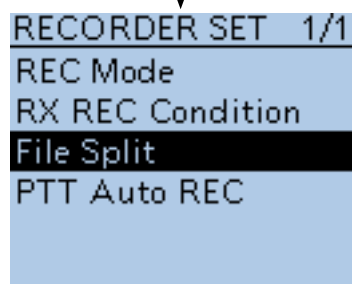 RECORDER SET 1/1
REC Mode
RX REC Condition
File Split
PTT Auto REC